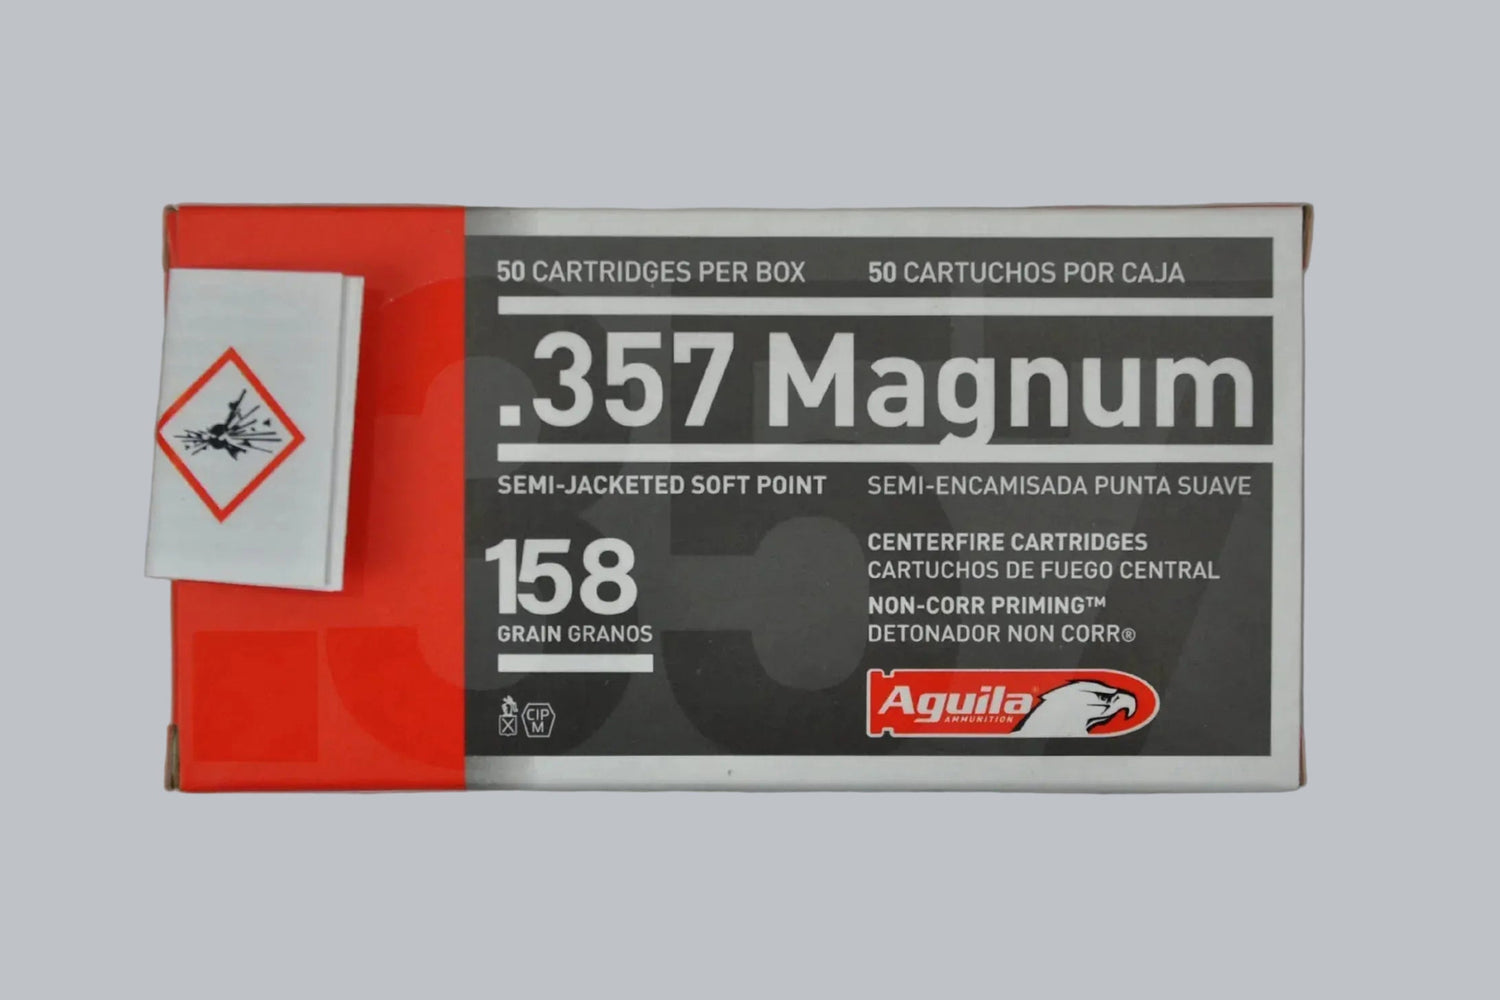 50 CARTRIDGES PER BOX
50 CARTUCHOS POR CAJA
.357 Magnum
SEMI-JACKETED SOFT POINT
SEMI-ENCAMISADA PUNTA SUAVE
158
GRAIN GRANOS
CENTERFIRE CARTRIDGES
CARTUCHOS DE FUEGO CENTRAL
NON-CORR PRIMING™
DETONADOR NON CORR®
CIP
M
Aguila®
AMMUNITION
.357